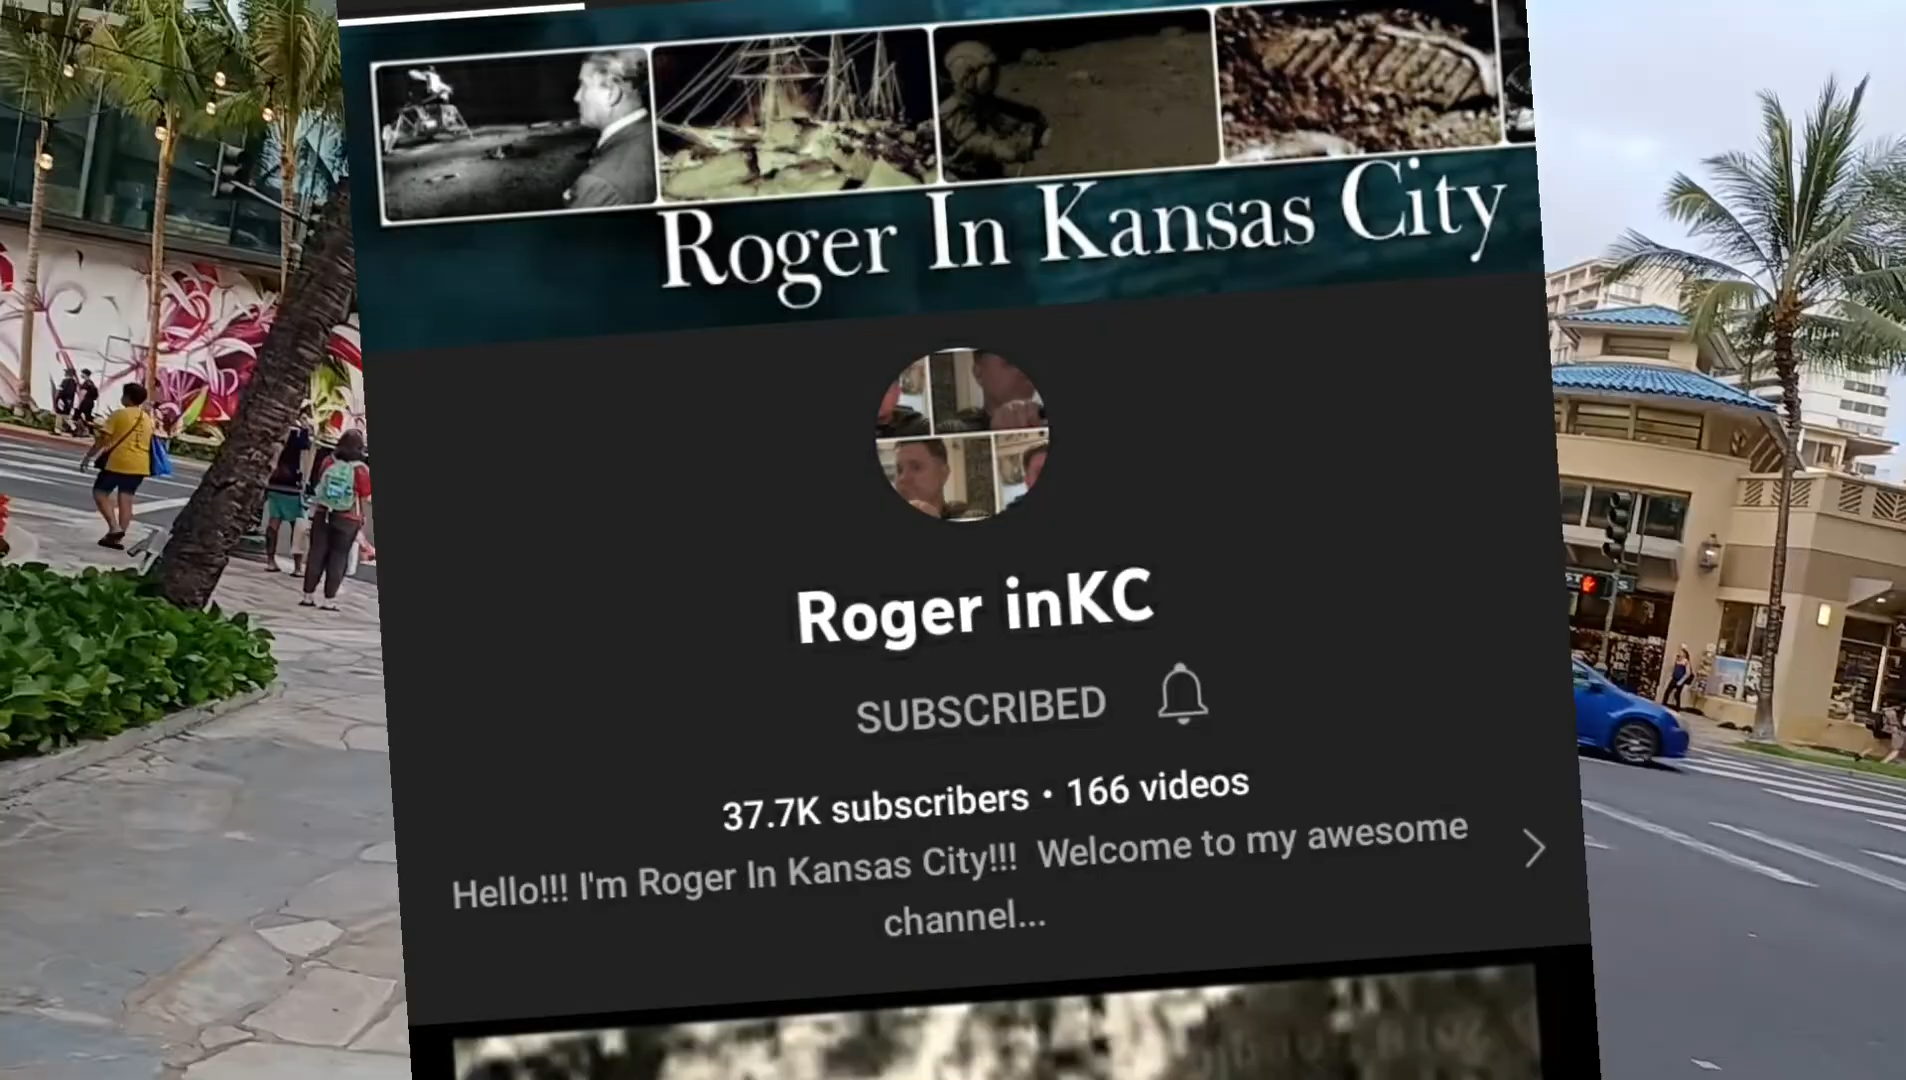 Roger In Kansas City
Roger inKC
SUBSCRIBED
37.7K subscribers • 166 videos
Hello!!! I'm Roger In Kansas City!!! Welcome to my awesome
channel...